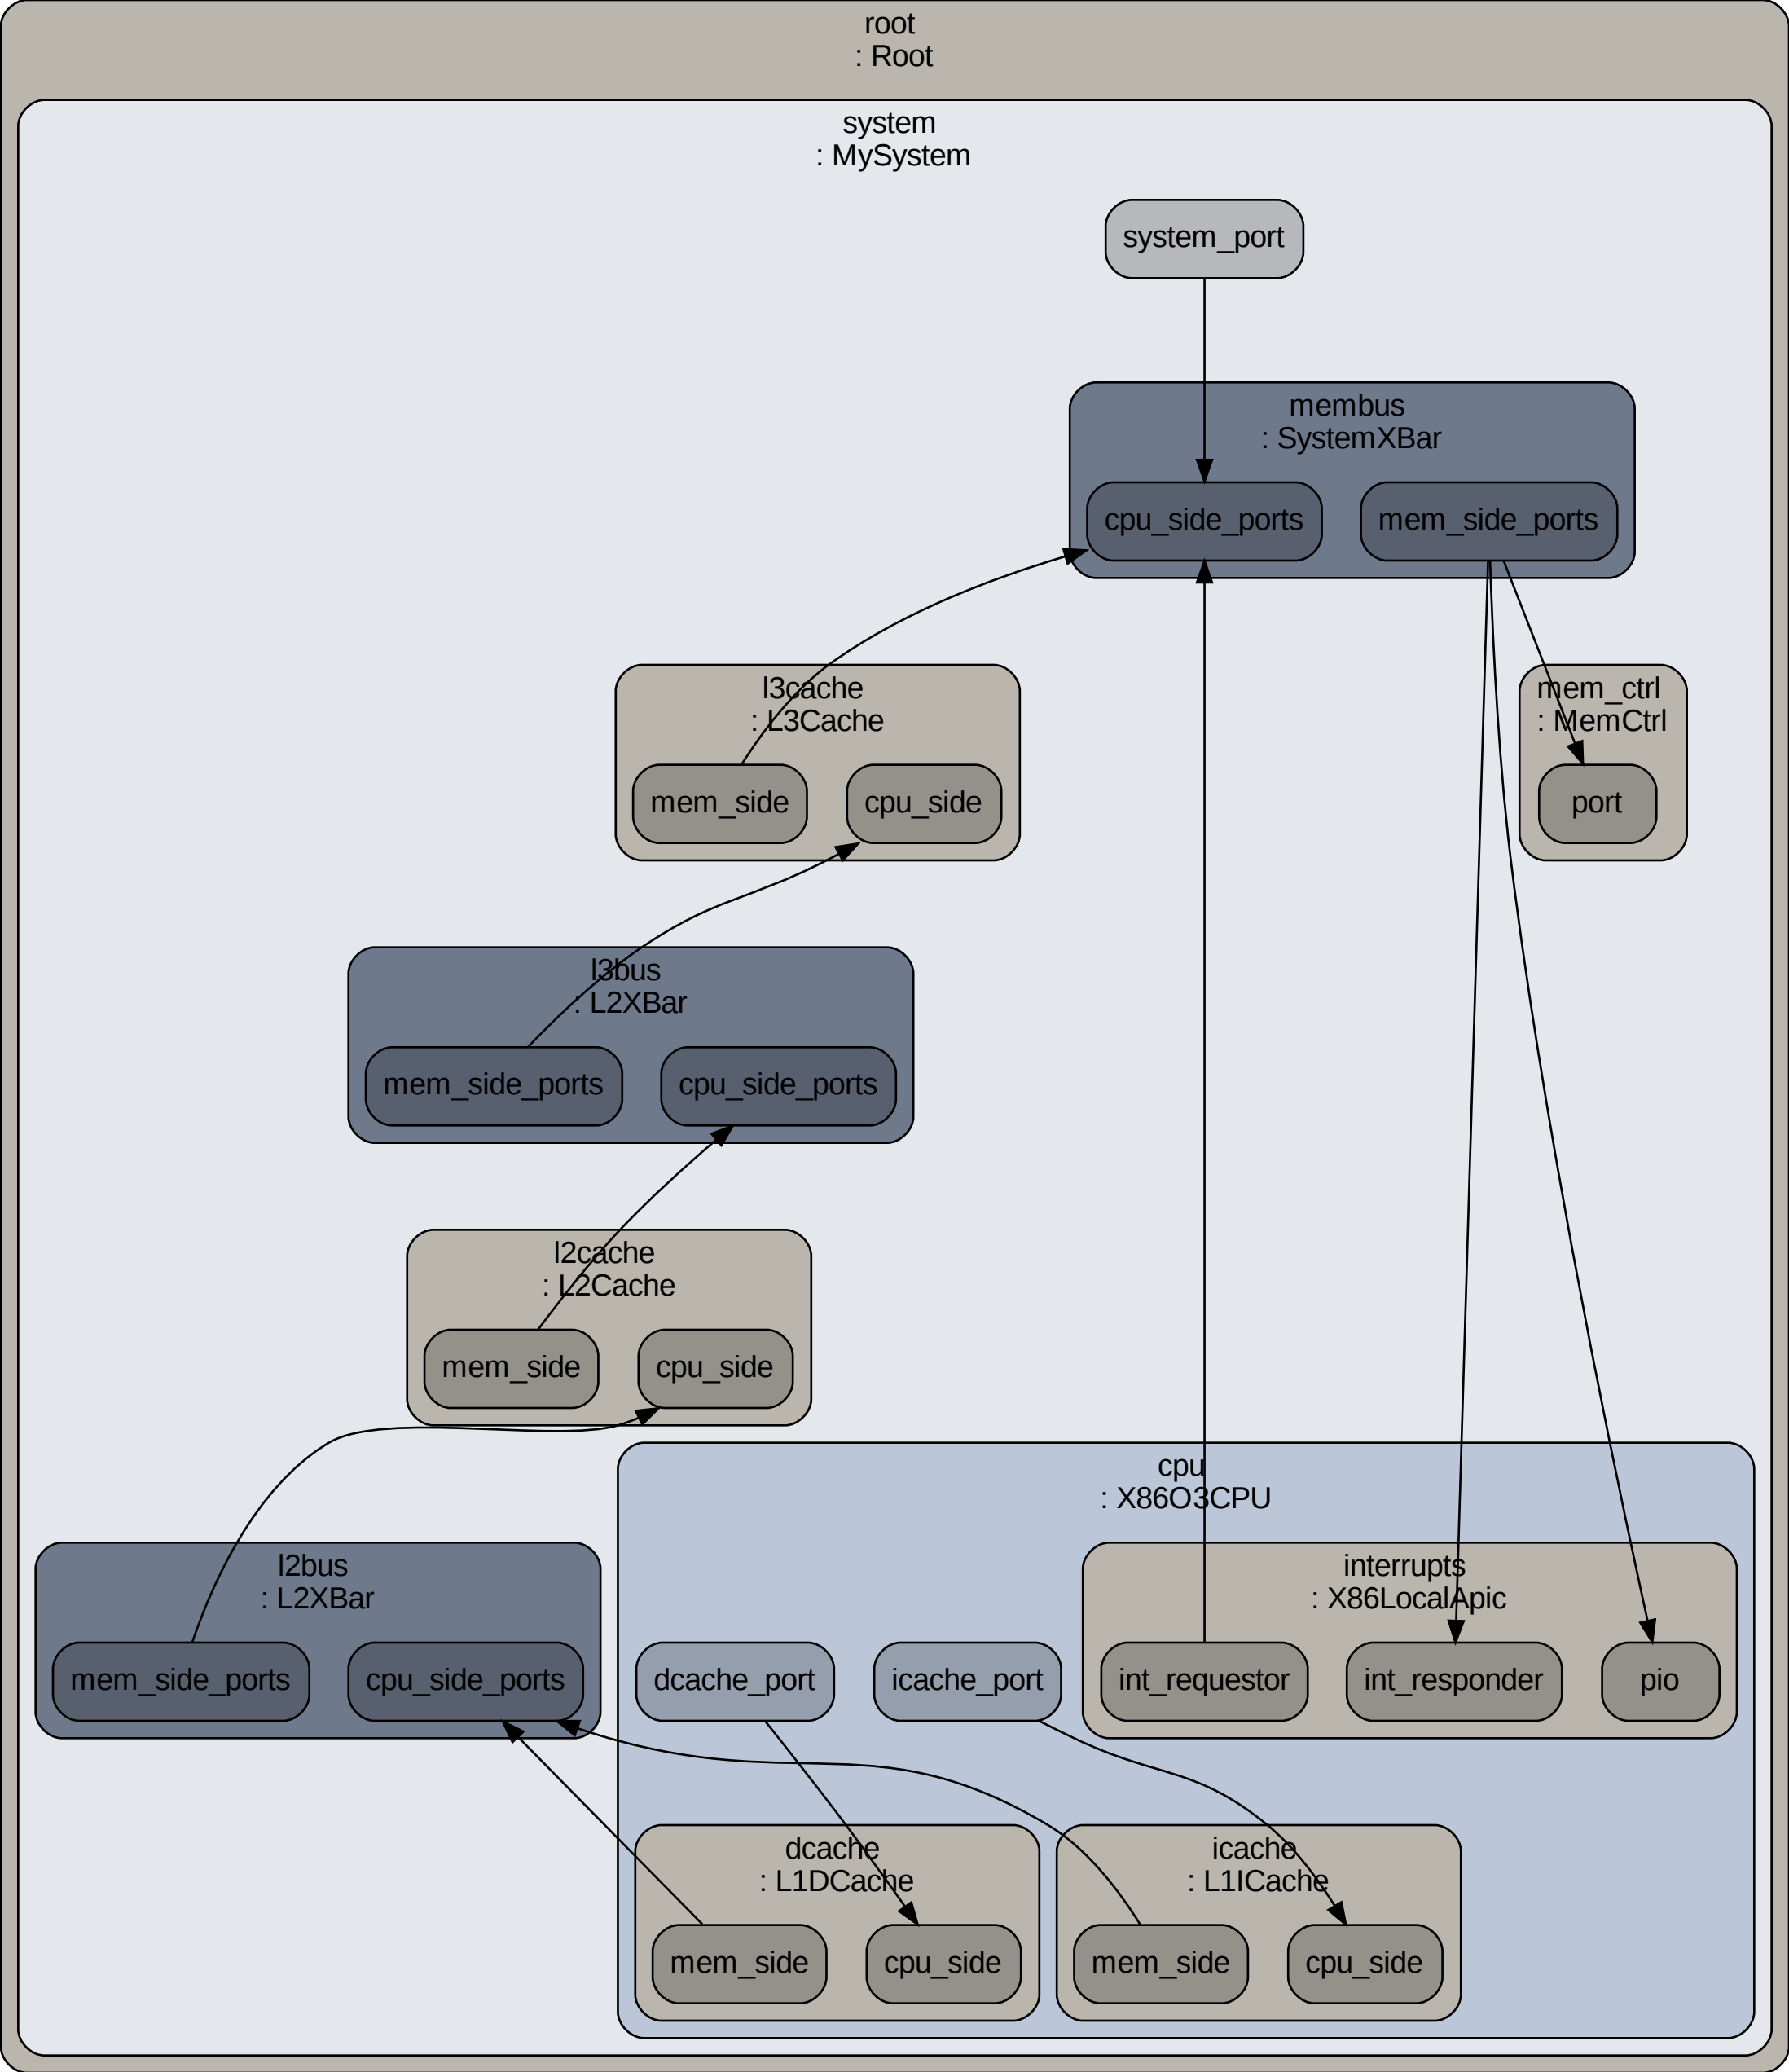 root
: Root
system
: MySystem
system_port
membus
: SystemXBar
cpu_side_ports
mem_side_ports
l3cache
: L3Cache
mem_side
cpu_side
mem_ctrl
: MemCtrl
port
l3bus
: L2XBar
mem_side_ports
cpu_side_ports
l2cache
: L2Cache
mem_side
cpu_side
cpu
: X86O3CPU
l2bus
: L2XBar
mem_side_ports
cpu_side_ports
dcache_port
icache_port
interrupts
: X86LocalApic
int_requestor
int_responder
pio
dcache
: L1DCache
mem_side
cpu_side
icache
: L1ICache
mem_side
cpu_side